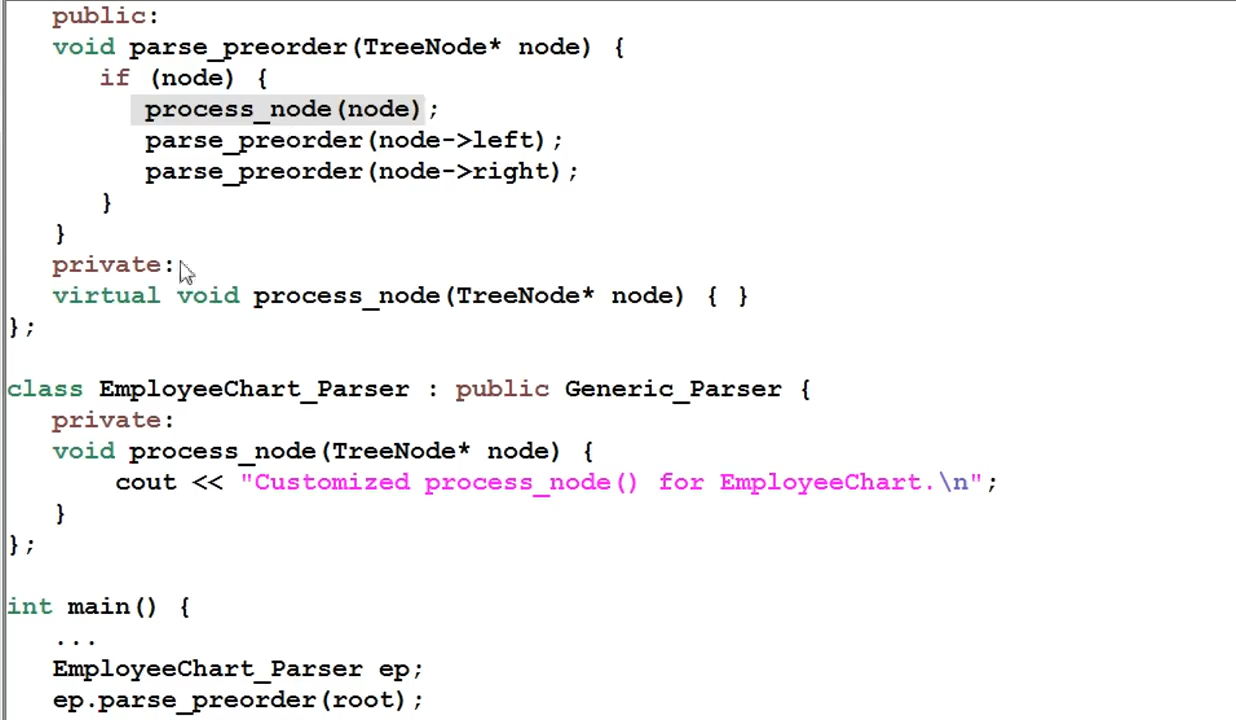 public:
void parse_preorder(TreeNode* node) {
if (node) {
process_node(node);
parse_preorder(node->left);
parse_preorder(node->right);
}
}
private:
virtual void process_node(TreeNode* node) { }
};
class EmployeeChart_Parser : public Generic_Parser {
private:
void process_node(TreeNode* node) {
cout << "Customized process_node() for EmployeeChart.\n";
}
};
int main() {
...
EmployeeChart_Parser ep;
ep.parse_preorder(root);